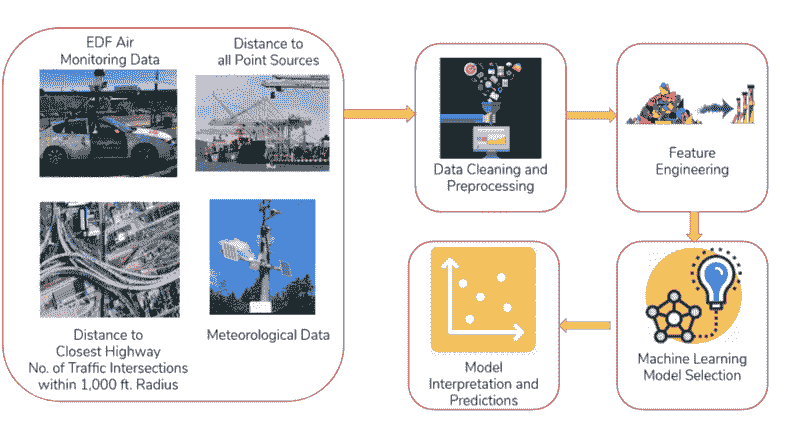 EDF Air
Monitoring Data
Distance to
all Point Sources
Distance to
Closest Highway
No. of Traffic Intersections
within 1,000 ft. Radius
Meteorological Data
Data Cleaning and
Preprocessing
Feature
Engineering
Machine Learning
Model Selection
Model
Interpretation and
Predictions